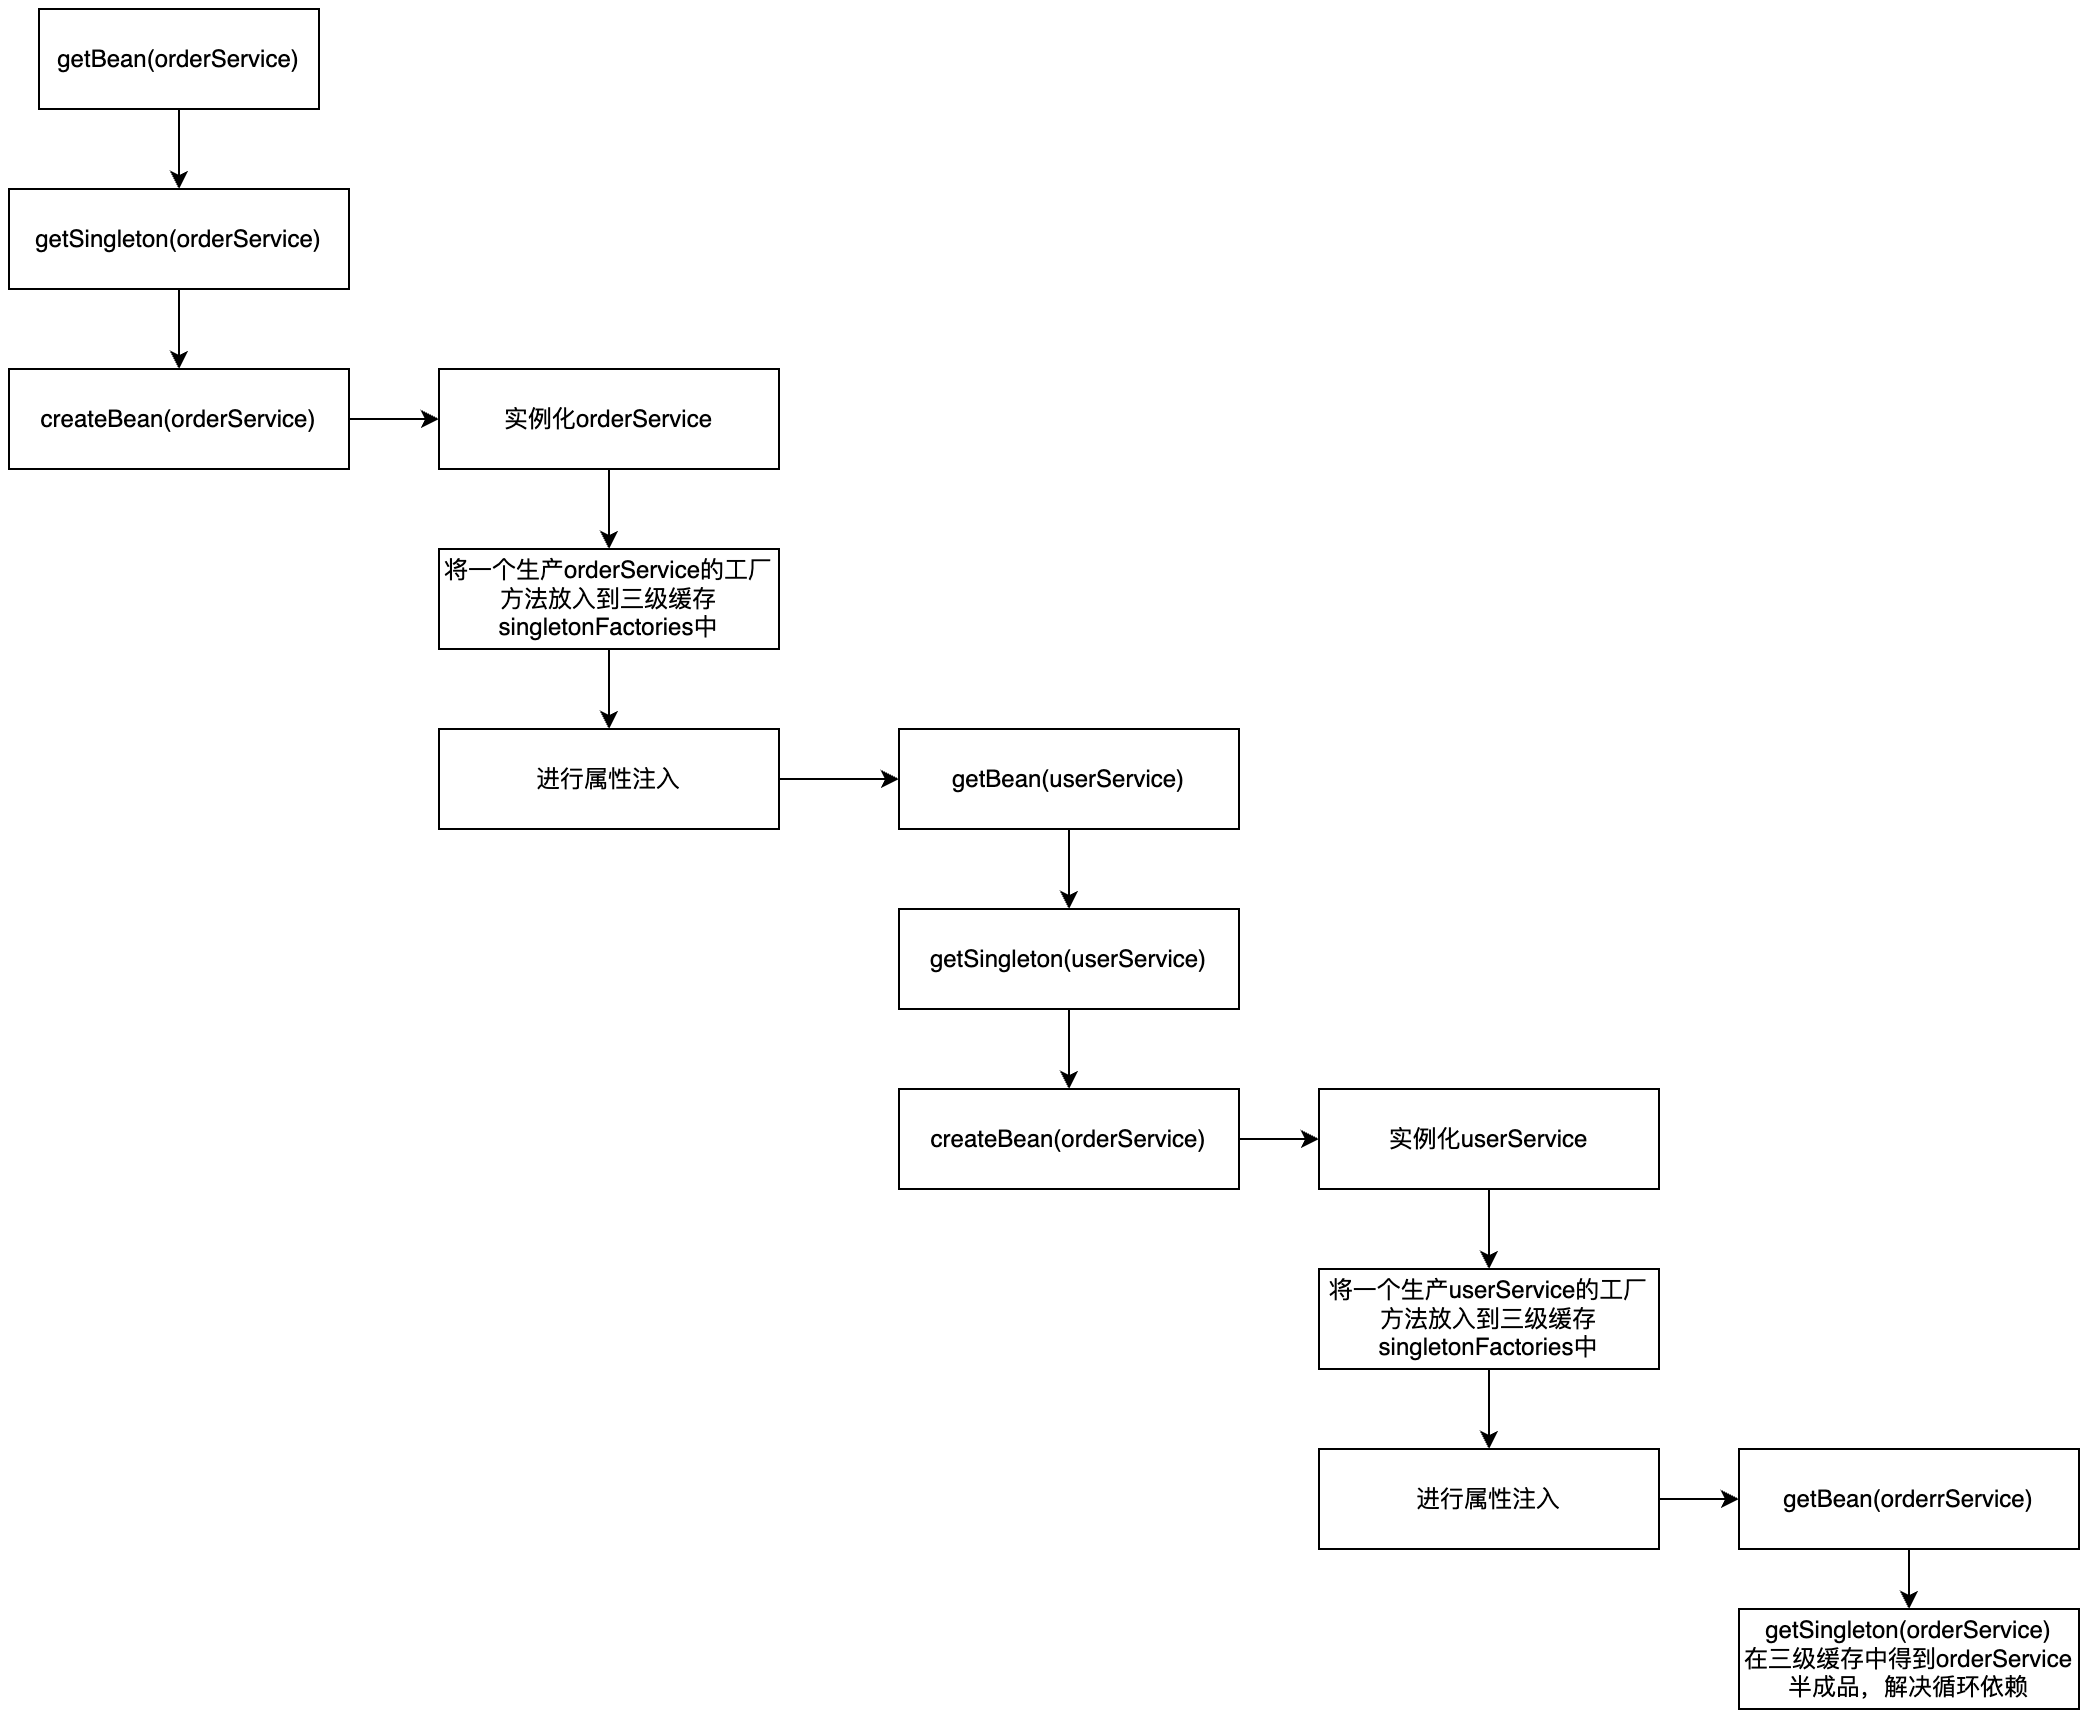 getBean(orderService)
getSingleton(orderService)
createBean(orderService)
实例化orderService
将一个生产orderService的工厂
方法放入到三级缓存
singletonFactories中
进行属性注入
getBean(userService)
getSingleton(userService)
createBean(orderService)
实例化userService
将一个生产userService的工厂
方法放入到三级缓存
singletonFactories中
进行属性注入
getBean(orderrService)
getSingleton(orderService)
在三级缓存中得到orderService
半成品，解决循环依赖